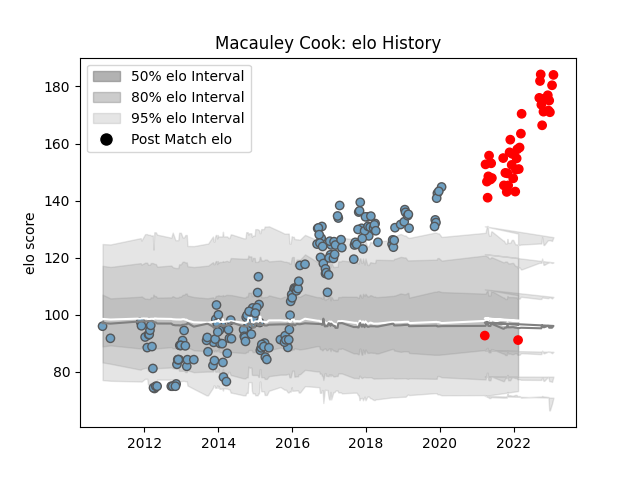 Macauley Cook: elo History
50% elo Interval
80% elo Interval
95% elo Interval
Post Match elo
elo score
180
160
140
120
100
80
2012
2014
2016
2018
2020
2022